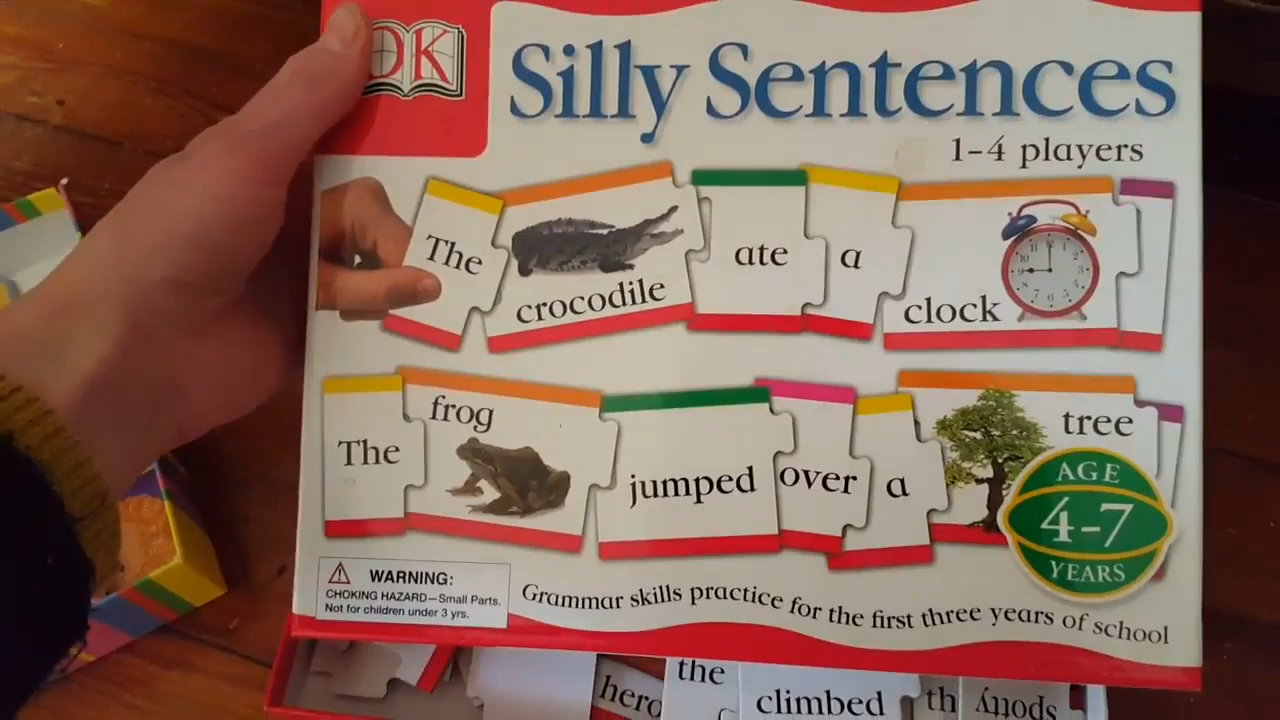 DK
Silly Sentences
1-4 players
The crocodile ate a clock
The frog jumped over a tree
AGE
4-7
YEARS
WARNING:
CHOKING HAZARD—Small Parts.
Not for children under 3 yrs.
Grammar skills practice for the first three years of school
the
hero
climbed
th
spotty